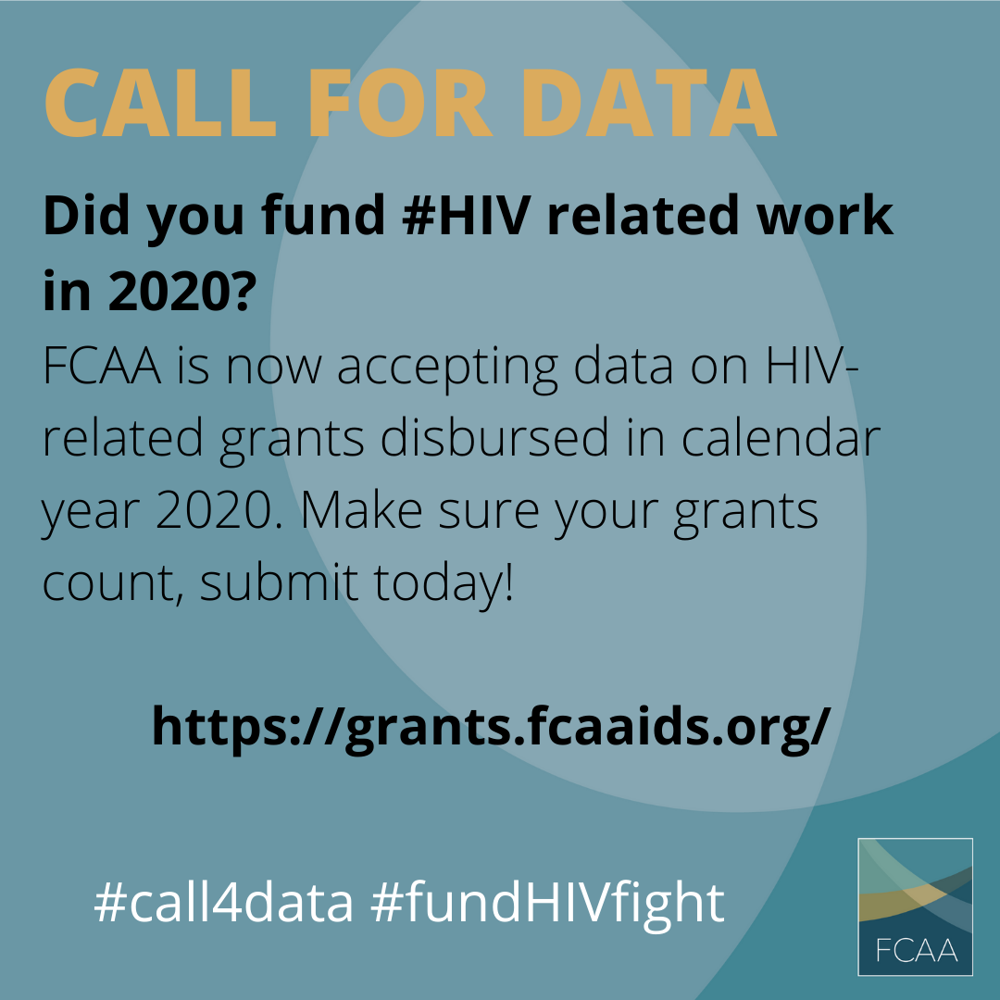 CALL FOR DATA
Did you fund #HIV related work
in 2020?
FCAA is now accepting data on HIV-
related grants disbursed in calendar
year 2020. Make sure your grants
count, submit today!
https://grants.fcaaids.org/
#call4data #fundHIVfight
FCAA